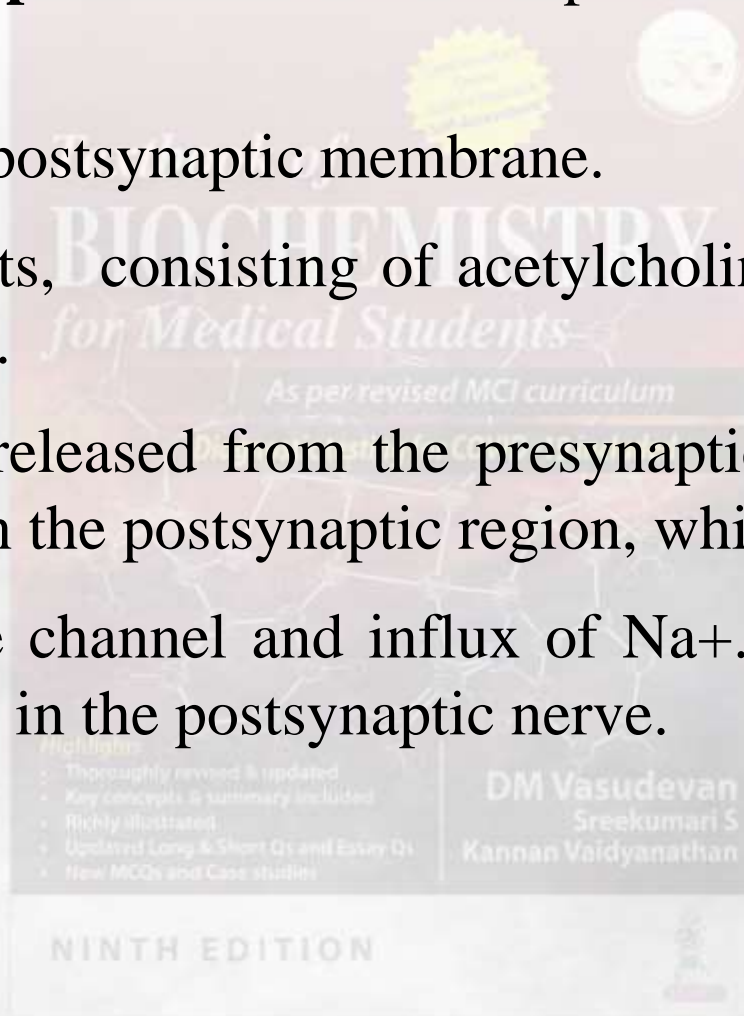 postsynaptic membrane.
BIOCHEMISTRY
ts, consisting of acetylcholin
for Medical Students
.
As per revised MCI curriculum
released from the presynaptic
n the postsynaptic region, whi
e channel and influx of Na+.
in the postsynaptic nerve.
Highlights
• Thoroughly revised & updated
• Key concepts & summary included
• Richly illustrated
• Updated Long & Short Qs and Essay Qs
• New MCQs and Case studies
DM Vasudevan
Sreekumari S
Kannan Vaidyanathan
NINTH EDITION